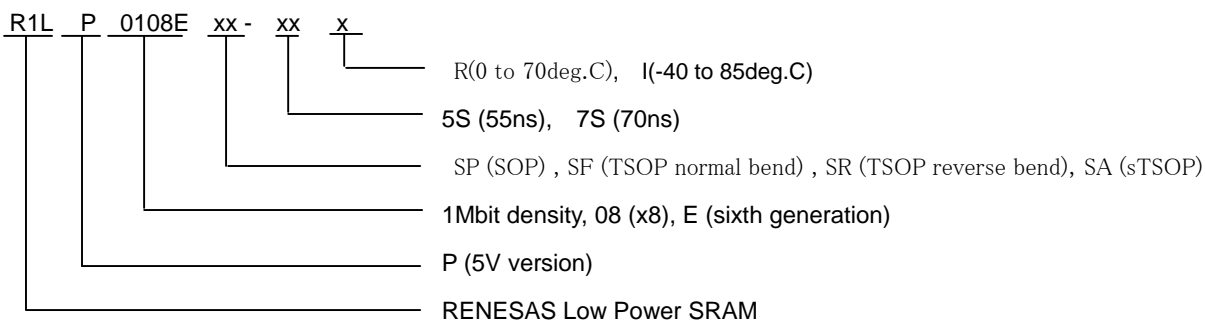 R1L P 0108E xx - xx x
R(0 to 70deg.C), I(-40 to 85deg.C)
5S (55ns), 7S (70ns)
SP (SOP) , SF (TSOP normal bend) , SR (TSOP reverse bend), SA (sTSOP)
1Mbit density, 08 (x8), E (sixth generation)
P (5V version)
RENESAS Low Power SRAM